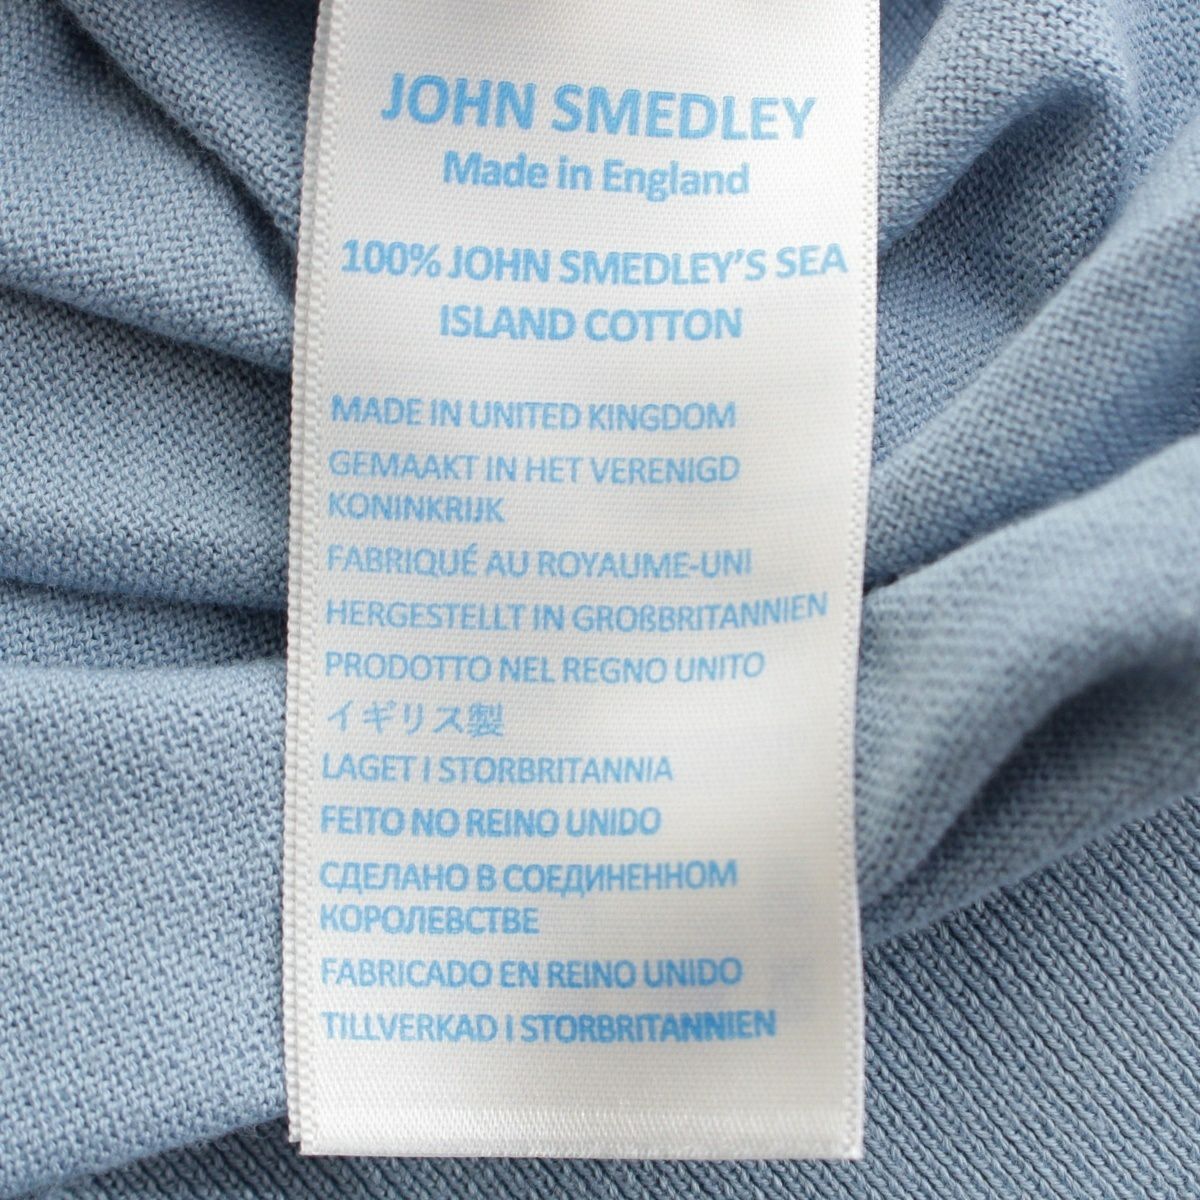 JOHN SMEDLEY
Made in England
100% JOHN SMEDLEY'S SEA
ISLAND COTTON
MADE IN UNITED KINGDOM
GEMAAKT IN HET VERENIGD
KONINKRIJK
FABRIQUÉ AU ROYAUME-UNI
HERGESTELLT IN GROßBRITANNIEN
PRODOTTO NEL REGNO UNITO
イギリス製
LAGET I STORBRITANNIA
FEITO NO REINO UNIDO
СДЕЛАНО В СОЕДИНЕННОМ
КОРОЛЕВСТВЕ
FABRICADO EN REINO UNIDO
TILLVERKAD I STORBRITANNIEN